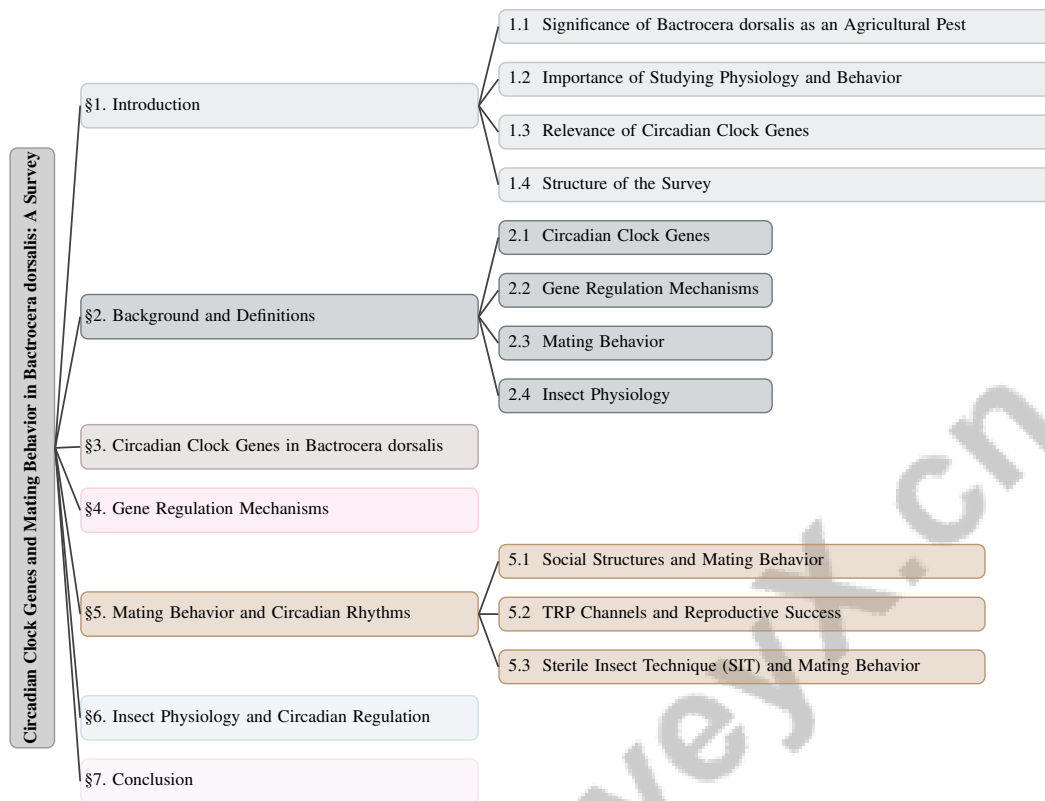 Circadian Clock Genes and Mating Behavior in Bactrocera dorsalis: A Survey
§1. Introduction
1.1 Significance of Bactrocera dorsalis as an Agricultural Pest
1.2 Importance of Studying Physiology and Behavior
1.3 Relevance of Circadian Clock Genes
1.4 Structure of the Survey
§2. Background and Definitions
2.1 Circadian Clock Genes
2.2 Gene Regulation Mechanisms
2.3 Mating Behavior
2.4 Insect Physiology
§3. Circadian Clock Genes in Bactrocera dorsalis
§4. Gene Regulation Mechanisms
§5. Mating Behavior and Circadian Rhythms
5.1 Social Structures and Mating Behavior
5.2 TRP Channels and Reproductive Success
5.3 Sterile Insect Technique (SIT) and Mating Behavior
§6. Insect Physiology and Circadian Regulation
§7. Conclusion
veyx.cn